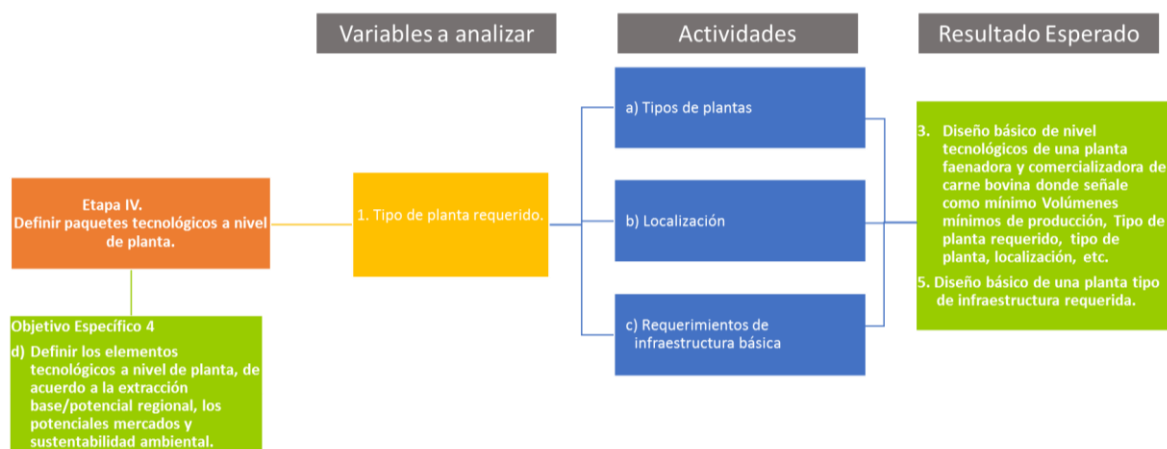 Variables a analizar
Actividades
Resultado Esperado
Etapa IV.
Definir paquetes tecnológicos a nivel
de planta.
Objetivo Específico 4
d) Definir los elementos
tecnológicos a nivel de planta, de
acuerdo a la extracción
base/potencial regional, los
potenciales mercados y
sustentabilidad ambiental.
1. Tipo de planta requerido.
a) Tipos de plantas
b) Localización
c) Requerimientos de
infraestructura básica
3. Diseño básico de nivel
tecnológicos de una planta
faenadora y comercializadora de
carne bovina donde señale
como mínimo Volúmenes
mínimos de producción, Tipo de
planta requerido, tipo de
planta, localización, etc.
5. Diseño básico de una planta tipo
de infraestructura requerida.